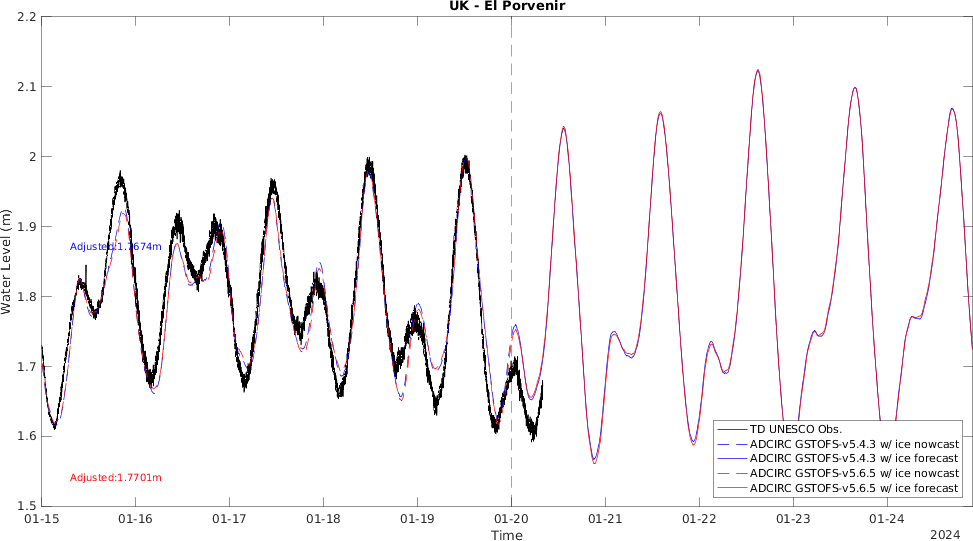 UK - El Porvenir
2.2
2.1
2
1.9
1.8
1.7
1.6
1.5
Water Level (m)
Adjusted:1.7674m
Adjusted:1.7701m
TD UNESCO Obs.
ADCIRC GSTOFS-v5.4.3 w/ ice nowcast
ADCIRC GSTOFS-v5.4.3 w/ ice forecast
ADCIRC GSTOFS-v5.6.5 w/ ice nowcast
ADCIRC GSTOFS-v5.6.5 w/ ice forecast
01-15 01-16 01-17 01-18 01-19 01-20 01-21 01-22 01-23 01-24
Time
2024